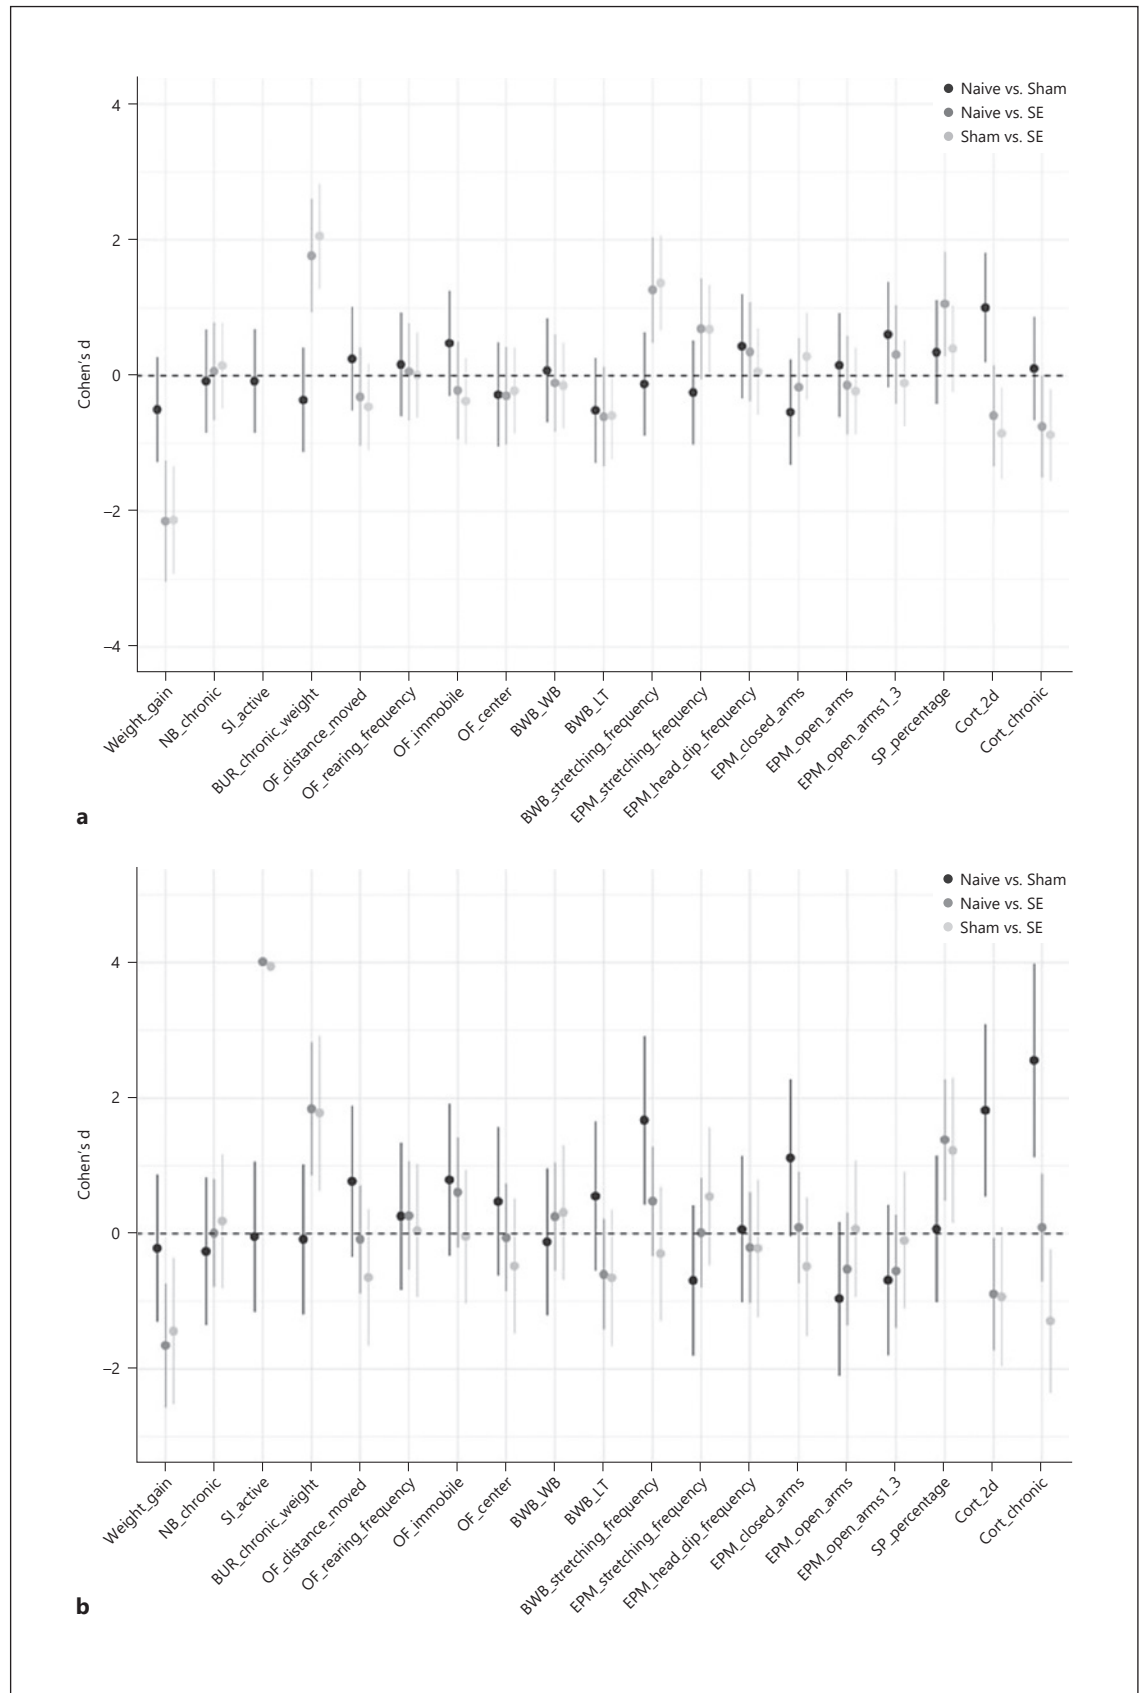 Naive vs. Sham
Naive vs. SE
Sham vs. SE
4
2
0
–2
–4
Cohen's d
Weight_gain
NB_chronic
SI_active
BUR_chronic_weight
OF_distance_moved
OF_rearing_frequency
OF_immobile
OF_center
BWB_WB
BWB_LT
BWB_stretching_frequency
EPM_stretching_frequency
EPM_head_dip_frequency
EPM_closed_arms
EPM_open_arms
EPM_open_arms1_3
SP_percentage
Cort_2d
Cort_chronic
a
Naive vs. Sham
Naive vs. SE
Sham vs. SE
4
2
0
–2
Cohen's d
Weight_gain
NB_chronic
SI_active
BUR_chronic_weight
OF_distance_moved
OF_rearing_frequency
OF_immobile
OF_center
BWB_WB
BWB_LT
BWB_stretching_frequency
EPM_stretching_frequency
EPM_head_dip_frequency
EPM_closed_arms
EPM_open_arms
EPM_open_arms1_3
SP_percentage
Cort_2d
Cort_chronic
b